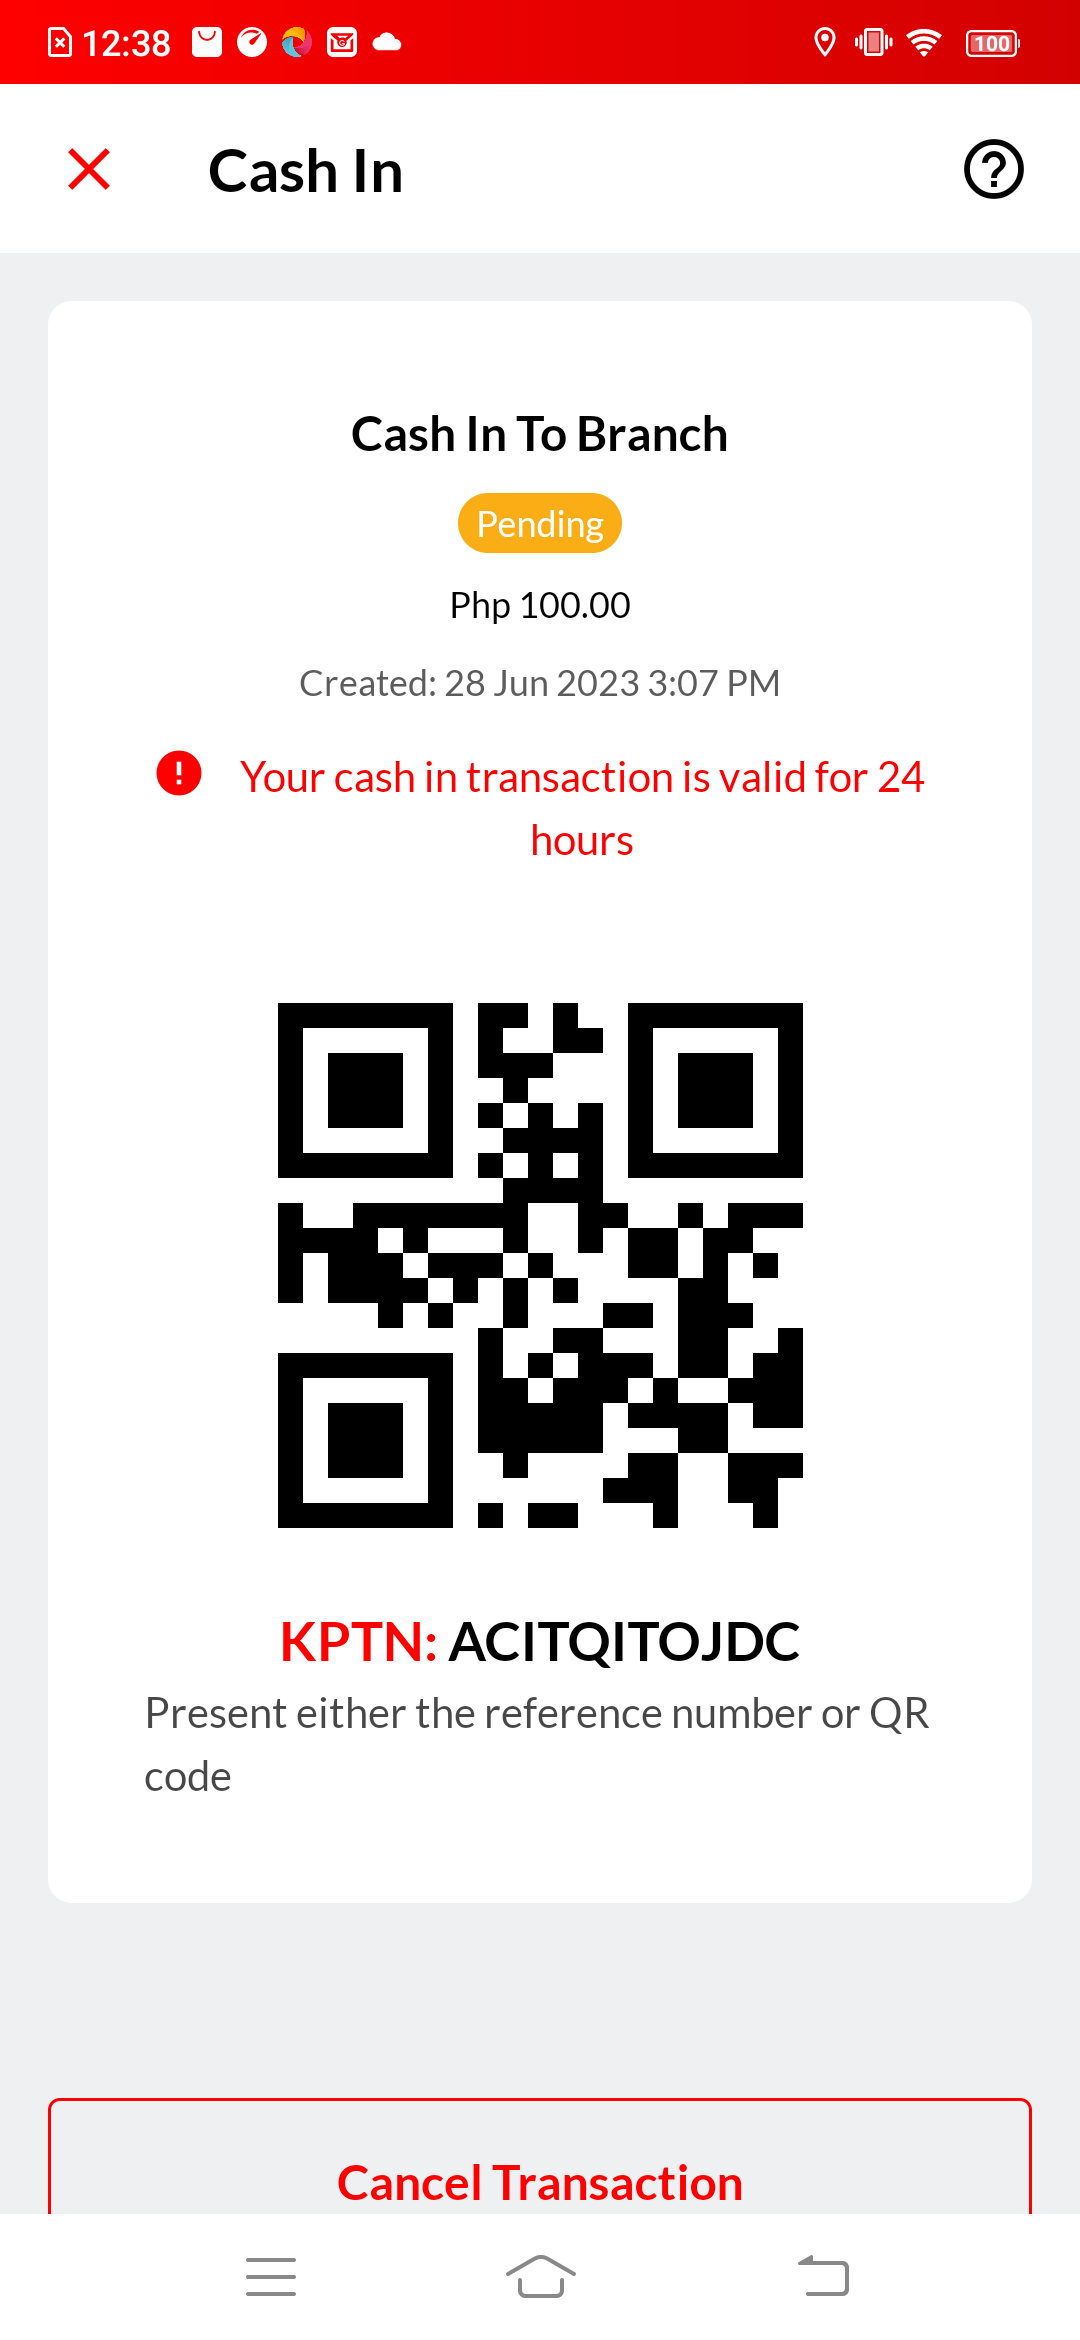 12:38
100
Cash In
Cash In To Branch
Pending
Php 100.00
Created: 28 Jun 2023 3:07 PM
Your cash in transaction is valid for 24
hours
KPTN: ACITQITOJDC
Present either the reference number or QR
code
Cancel Transaction